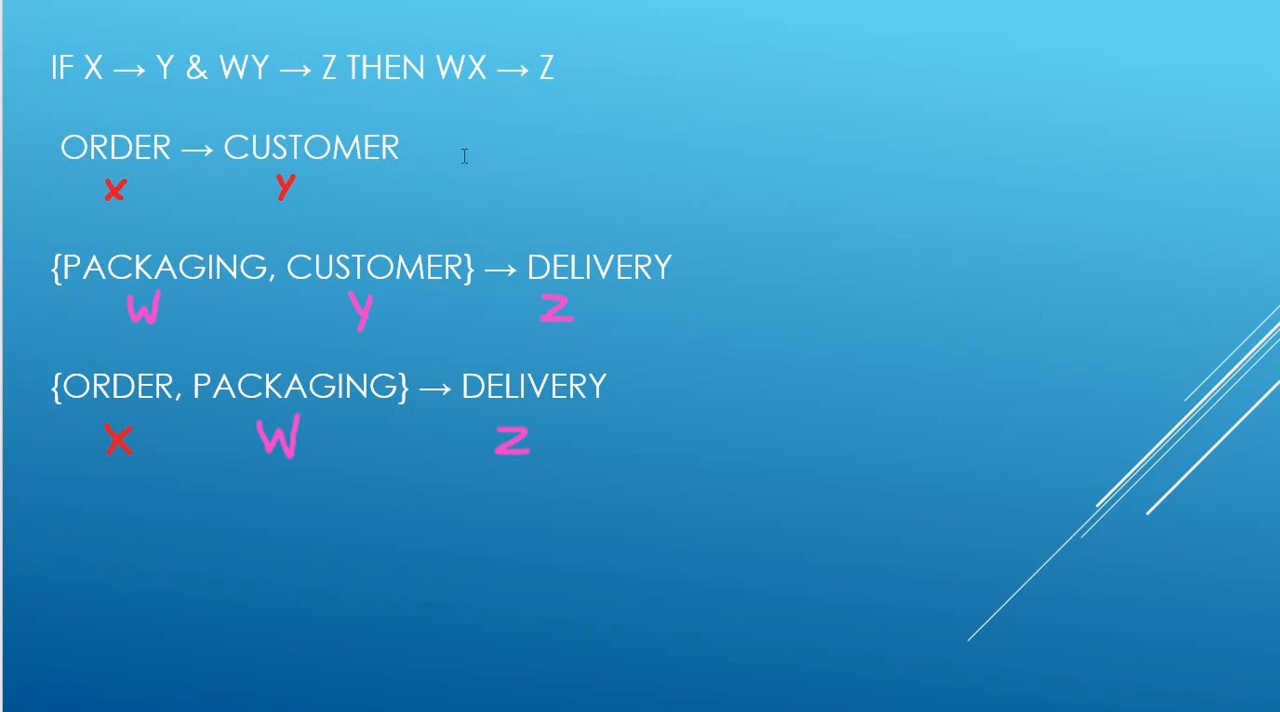 IF X → Y & WY → Z THEN WX → Z
ORDER → CUSTOMER
X Y
{PACKAGING, CUSTOMER} → DELIVERY
W Y Z
{ORDER, PACKAGING} → DELIVERY
X W Z